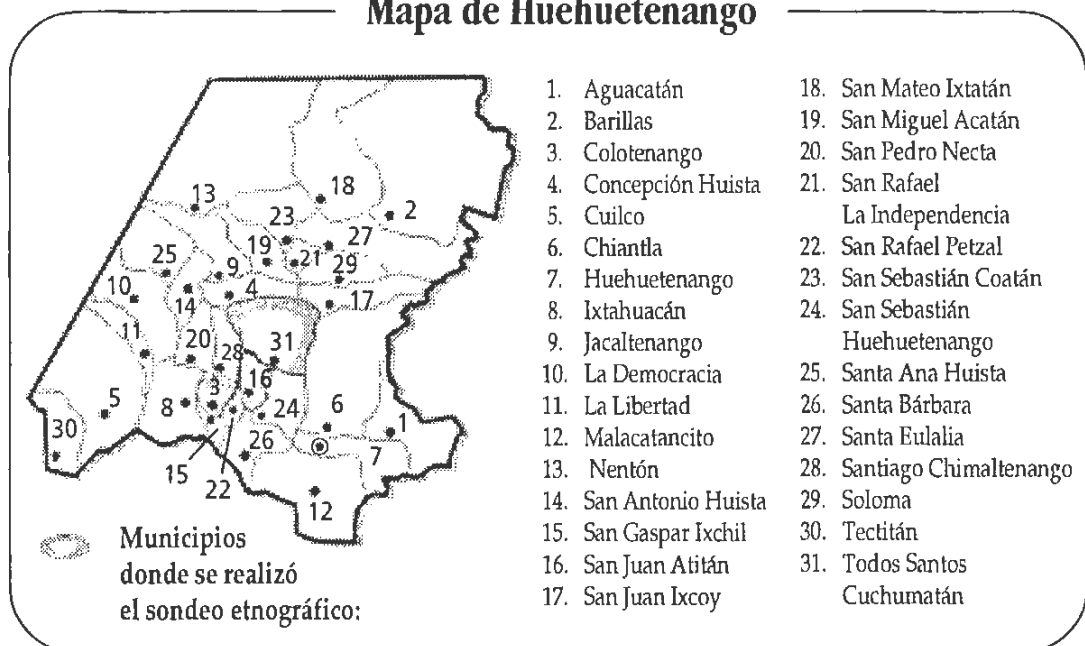 Mapa de Huehuetenango
1. Aguacatán
2. Barillas
3. Colotenango
4. Concepción Huista
5. Cuilco
6. Chiantla
7. Huehuetenango
8. Ixtahuacán
9. Jacaltenango
10. La Democracia
11. La Libertad
12. Malacatancito
13. Nentón
14. San Antonio Huista
15. San Gaspar Ixchil
16. San Juan Atitán
17. San Juan Ixcoy
18. San Mateo Ixtatán
19. San Miguel Acatán
20. San Pedro Necta
21. San Rafael
La Independencia
22. San Rafael Petzal
23. San Sebastián Coatán
24. San Sebastián
Huehuetenango
25. Santa Ana Huista
26. Santa Bárbara
27. Santa Eulalia
28. Santiago Chimaltenango
29. Soloma
30. Tectitán
31. Todos Santos
Cuchumatán
13
18
2
23
27
25
19
21
9
29
10
14
4
17
11
20
31
28
16
3
5
8
24
6
1
30
26
15
22
7
12
Municipios
donde se realizó
el sondeo etnográfico: